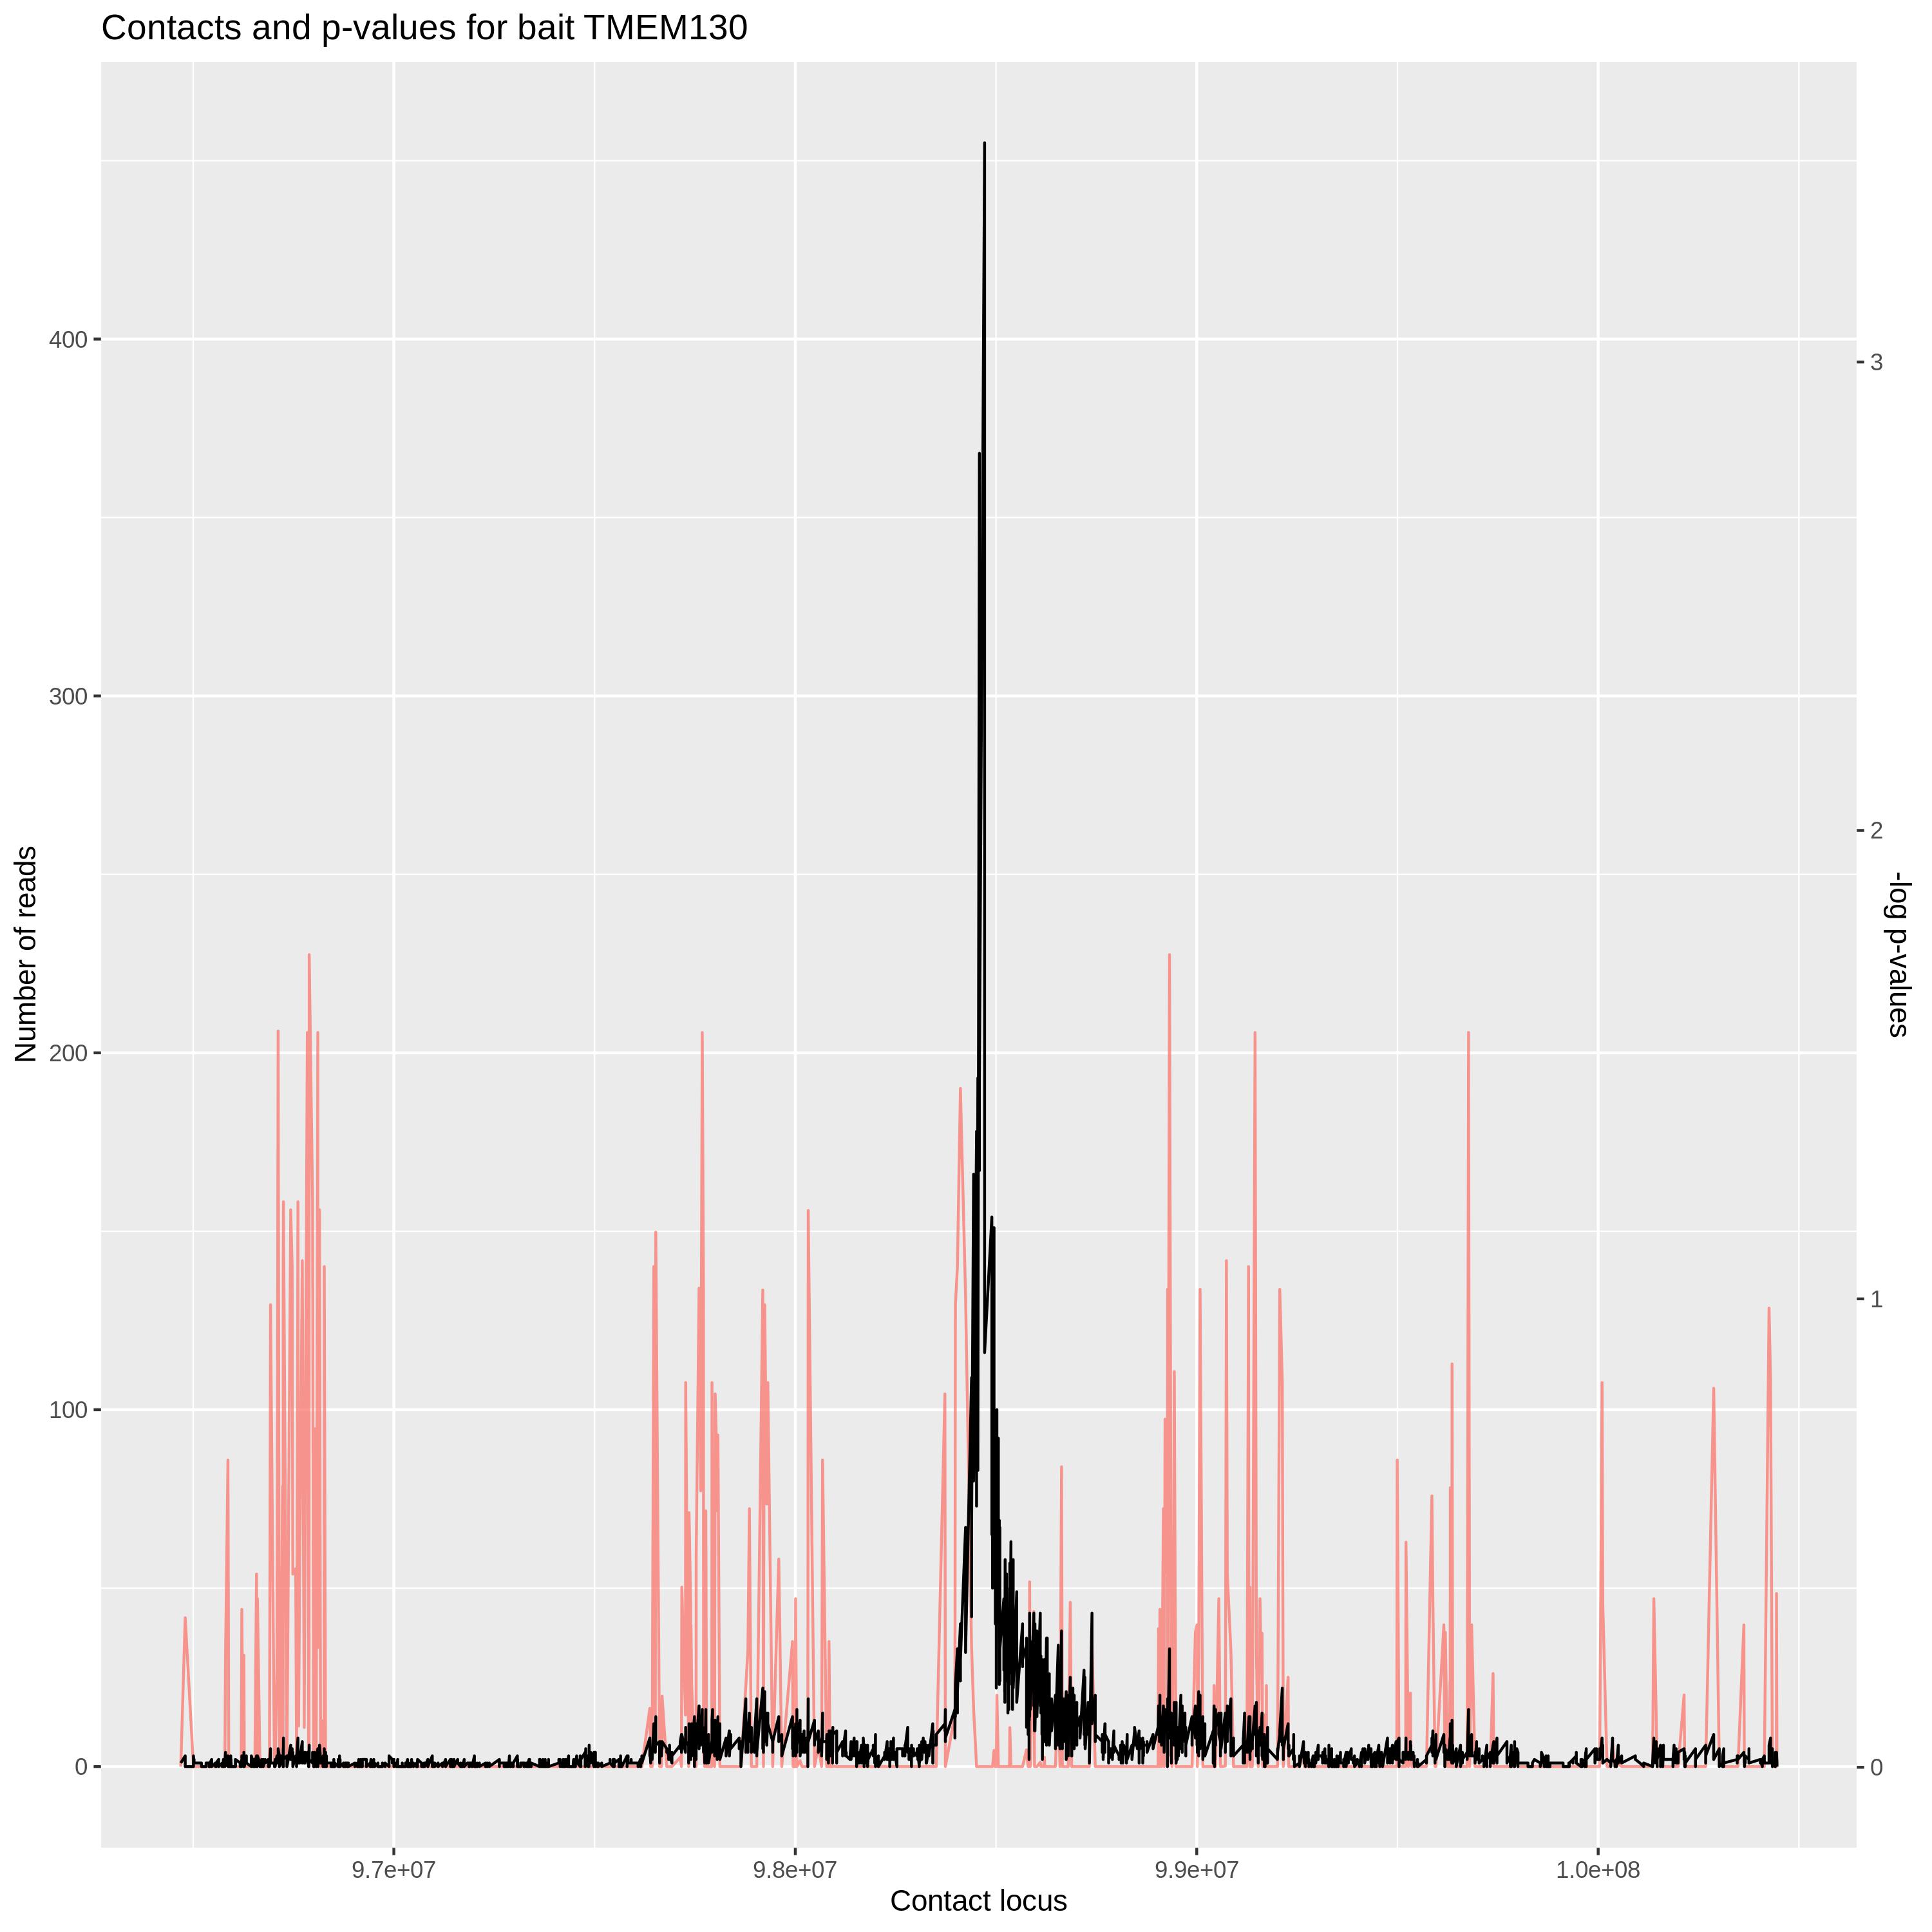 Contacts and p-values for bait TMEM130
Number of reads
400
300
200
100
0
3
2
1
0
-log p-values
9.7e+07
9.8e+07
9.9e+07
1.0e+08
Contact locus